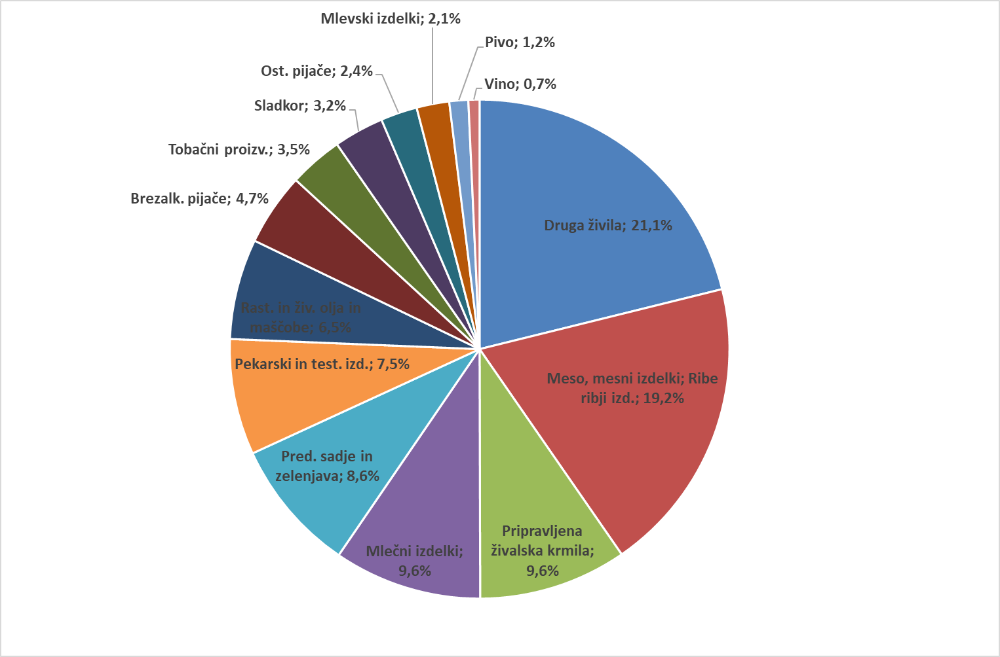 Mlevski izdelki; 2,1%
Pivo; 1,2%
Ost. pijače; 2,4%
Vino; 0,7%
Sladkor; 3,2%
Tobačni proizv.; 3,5%
Brezalk. pijače; 4,7%
Druga živila; 21,1%
Rast. in živ. olja in
maščobe; 6,5%
Pekarski in test. izd.; 7,5%
Meso, mesni izdelki; Ribe
ribji izd.; 19,2%
Pred. sadje in
zelenjava; 8,6%
Pripravljena
živalska krmila;
9,6%
Mlečni izdelki;
9,6%